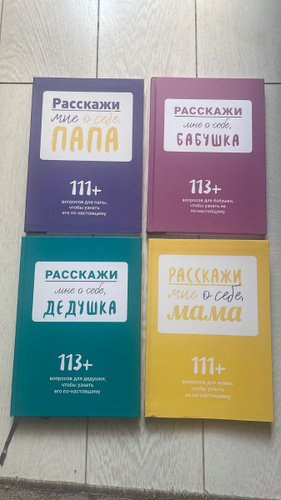 Расскажи
мне о себе,
ПАПА
111+
вопросов для папы,
чтобы узнать
его по-настоящему
РАССКАЖИ
мне о себе,
БАБУШКА
113+
вопросов для бабушки,
чтобы узнать ее
по-настоящему
РАССКАЖИ
мне о себе,
ДЕДУШКА
113+
вопросов для дедушки,
чтобы узнать
его по-настоящему
РАССКАЖИ
мне о себе,
мама
111+
вопросов для мамы,
чтобы узнать
ее по-настоящему